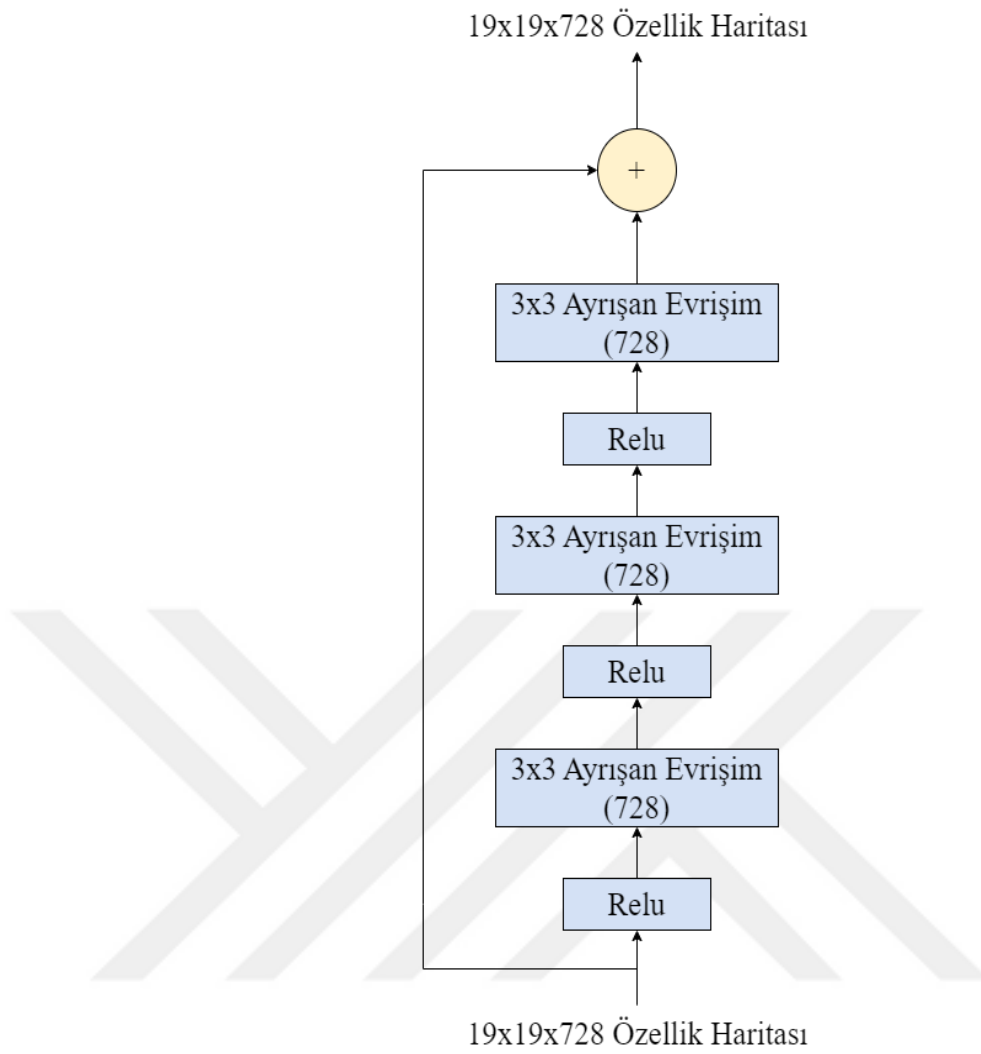 19x19x728 Özellik Haritası
+
3x3 Ayrışan Evrişim
(728)
Relu
3x3 Ayrışan Evrişim
(728)
Relu
3x3 Ayrışan Evrişim
(728)
Relu
19x19x728 Özellik Haritası